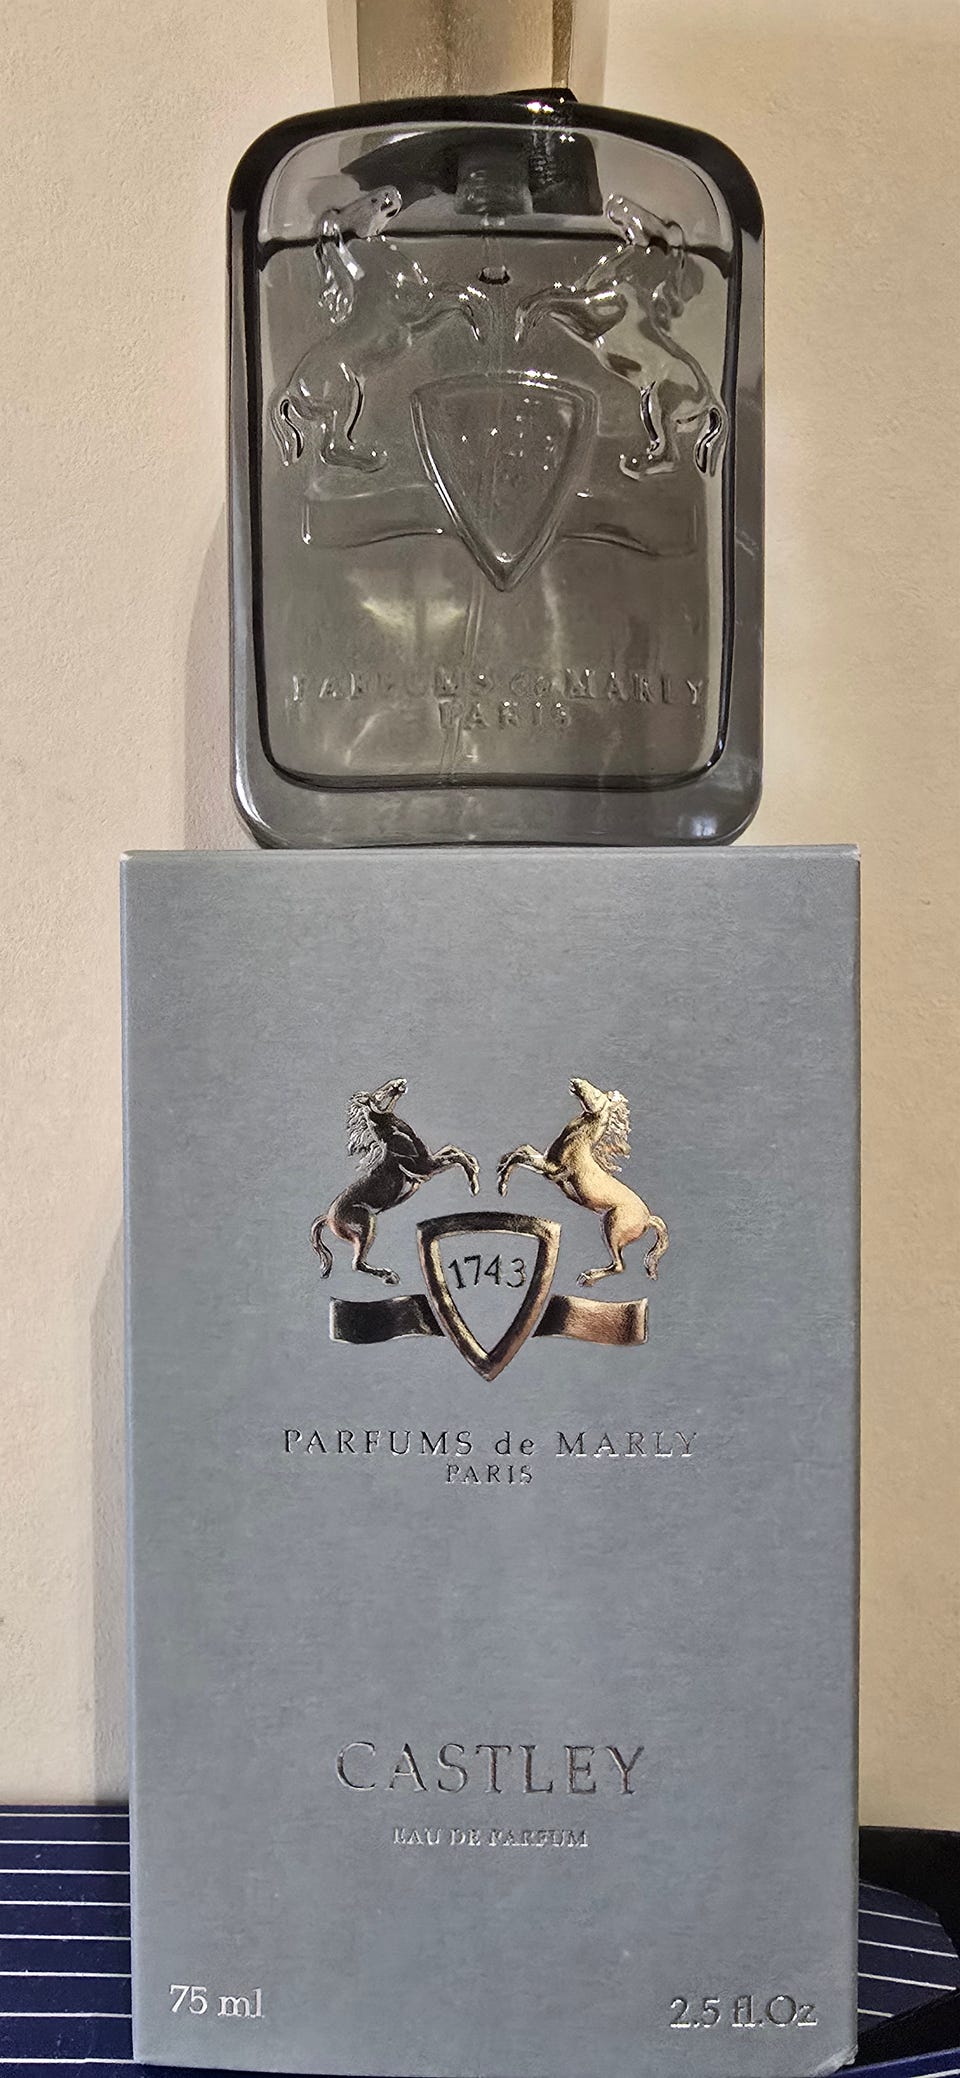 PARFUMS de MARLY
PARIS
1743
PARFUMS de MARLY
PARIS
CASTLEY
EAU DE PARFUM
75 ml
2.5 fl.Oz